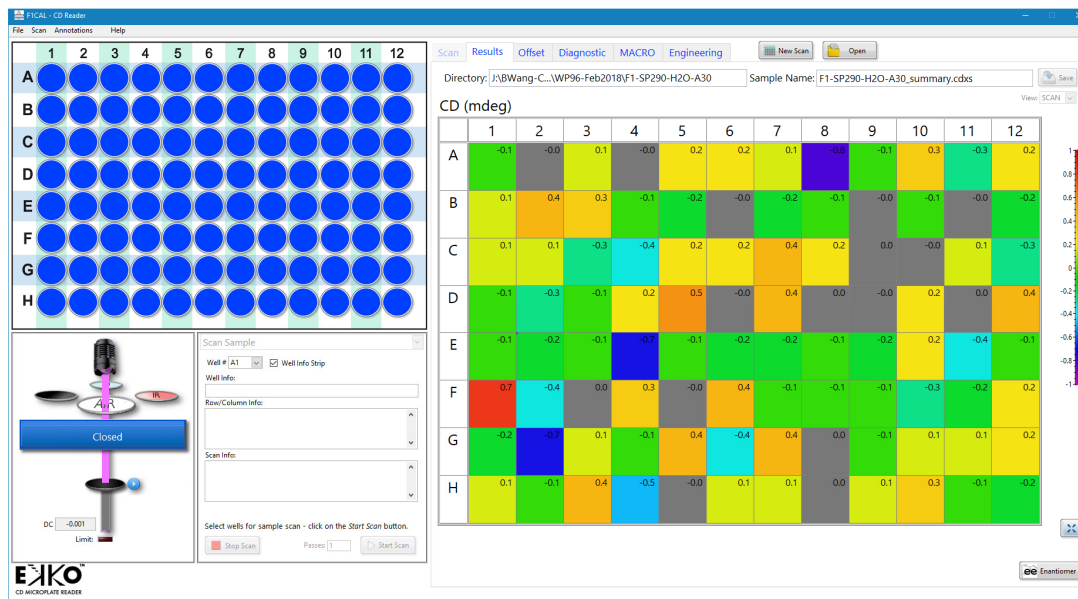 F1CAL - CD Reader
File Scan Annotations Help
1 2 3 4 5 6 7 8 9 10 11 12
A
B
C
D
E
F
G
H
Scan Results Offset Diagnostic MACRO Engineering New Scan Open
Directory: J:\BWang-C...\WP96-Feb2018\F1-SP290-H2O-A30 Sample Name: F1-SP290-H2O-A30_summary.cdxs Save
View: SCAN
CD (mdeg)
1 2 3 4 5 6 7 8 9 10 11 12
A -0.1 -0.0 0.1 -0.0 0.2 0.2 0.1 -0.8 -0.1 0.3 -0.3 0.2
B 0.1 0.4 0.3 -0.1 -0.2 -0.0 -0.2 -0.1 -0.0 -0.1 -0.0 -0.2
C 0.1 0.1 -0.3 -0.4 0.2 0.2 0.4 0.2 0.0 -0.0 0.1 -0.3
D -0.1 -0.3 -0.1 0.2 0.5 -0.0 0.4 0.0 -0.0 0.2 0.0 0.4
E -0.1 -0.2 -0.1 -0.7 -0.1 -0.2 -0.2 -0.1 -0.2 0.2 -0.4 -0.1
F 0.7 -0.4 0.0 0.3 -0.0 0.4 -0.1 -0.1 -0.1 -0.3 -0.2 0.2
G -0.2 -0.7 0.1 -0.1 0.4 -0.4 0.4 0.0 -0.1 0.1 0.1 0.2
H 0.1 -0.1 0.4 -0.5 -0.0 0.1 0.1 0.0 0.1 0.3 -0.1 -0.2
1
0.8
0.6
0.4
0.2
0
-0.2
-0.4
-0.6
-0.8
-1
AIR
IR
Closed
DC -0.001
Limit:
Scan Sample
Well # A1 Well Info Strip
Well Info:
Row/Column Info:
Scan Info:
Select wells for sample scan - click on the Start Scan button.
Stop Scan Passes: 1 Start Scan
ee Enantiomer
EKKO™
CD MICROPLATE READER